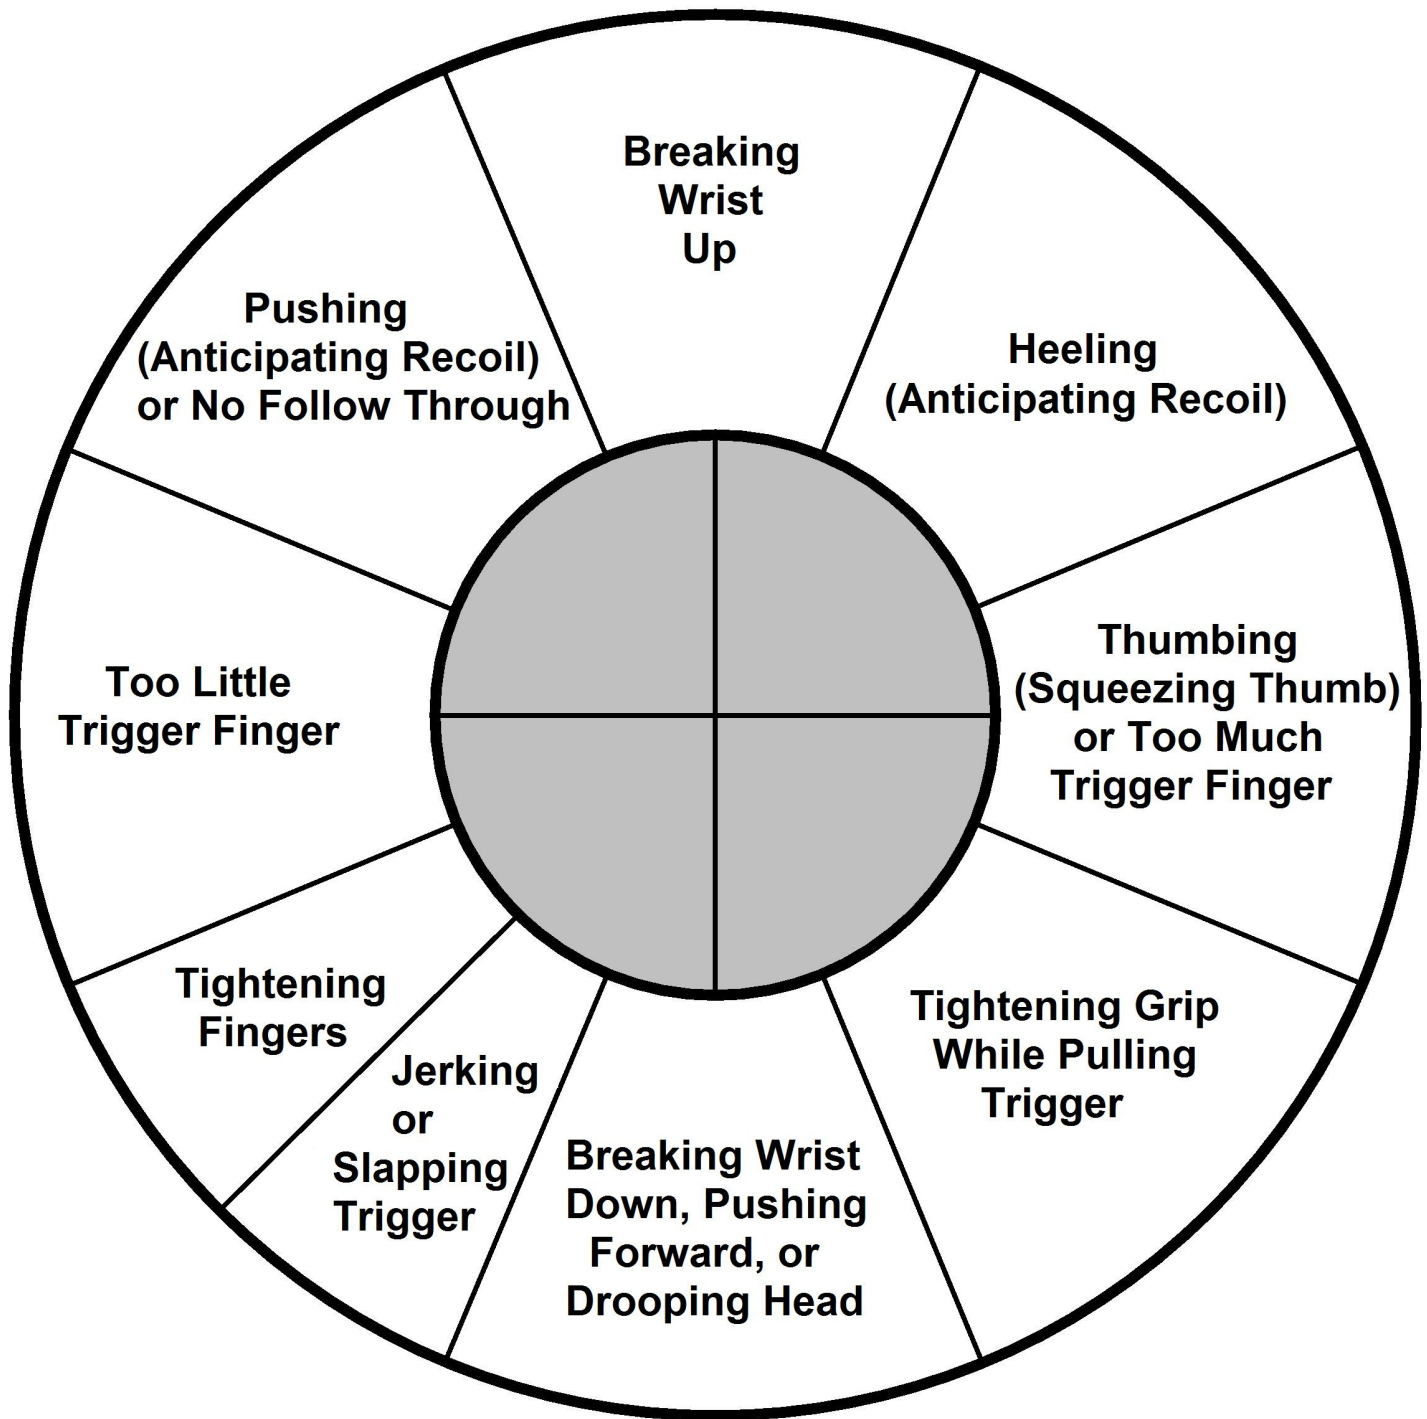 Breaking
Wrist
Up
Pushing
(Anticipating Recoil)
or No Follow Through
Heeling
(Anticipating Recoil)
Too Little
Trigger Finger
Thumbing
(Squeezing Thumb)
or Too Much
Trigger Finger
Tightening
Fingers
Jerking
or
Slapping
Trigger
Breaking Wrist
Down, Pushing
Forward, or
Drooping Head
Tightening Grip
While Pulling
Trigger